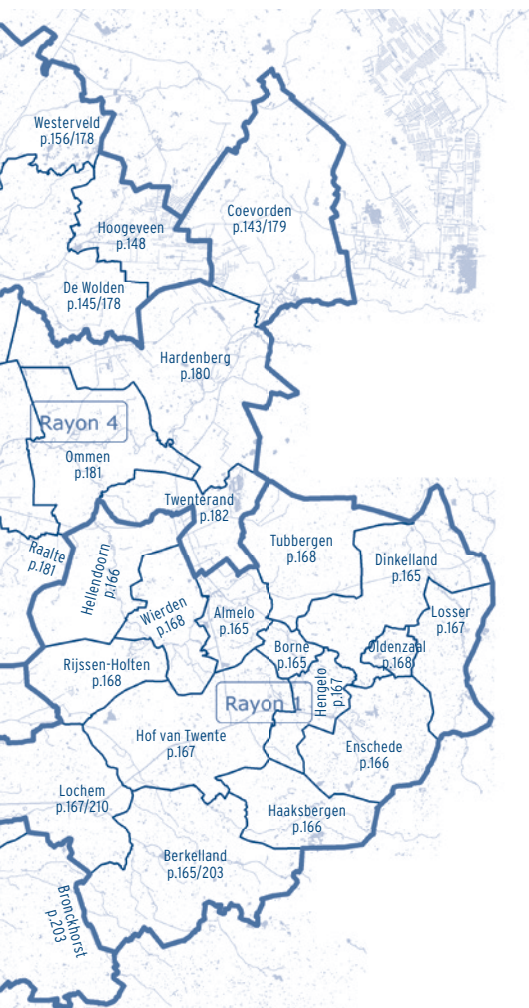 Westerveld
p.156/178
Coevorden
p.143/179
Hoogeveen
p.148
De Wolden
p.145/178
Hardenberg
p.180
Rayon 4
Ommen
p.181
Twenterand
p.182
Raalte
p.181
Hellendoorn
p.166
Tubbergen
p.168
Dinkelland
p.165
Wierden
p.168
Almelo
p.165
Losser
p.167
Borne
p.165
Oldenzaal
p.168
Rijssen-Holten
p.168
Hengelo
p.167
Rayon 1
Hof van Twente
p.167
Enschede
p.166
Lochem
p.167/210
Haaksbergen
p.166
Berkelland
p.165/203
Bronckhorst
p.203